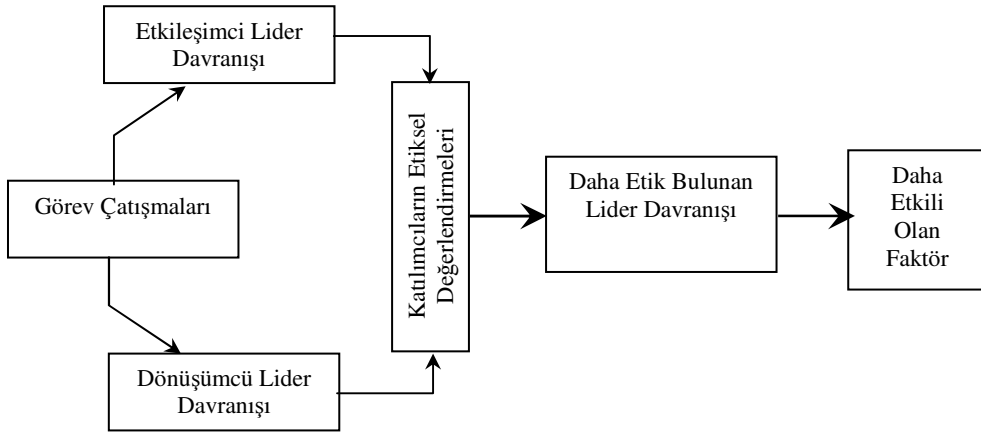 Etkileşimci Lider
Davranışı
Görev Çatışmaları
Dönüşümcü Lider
Davranışı
Katılımcıların Etiksel
Değerlendirmeleri
Daha Etik Bulunan
Lider Davranışı
Daha
Etkili
Olan
Faktör